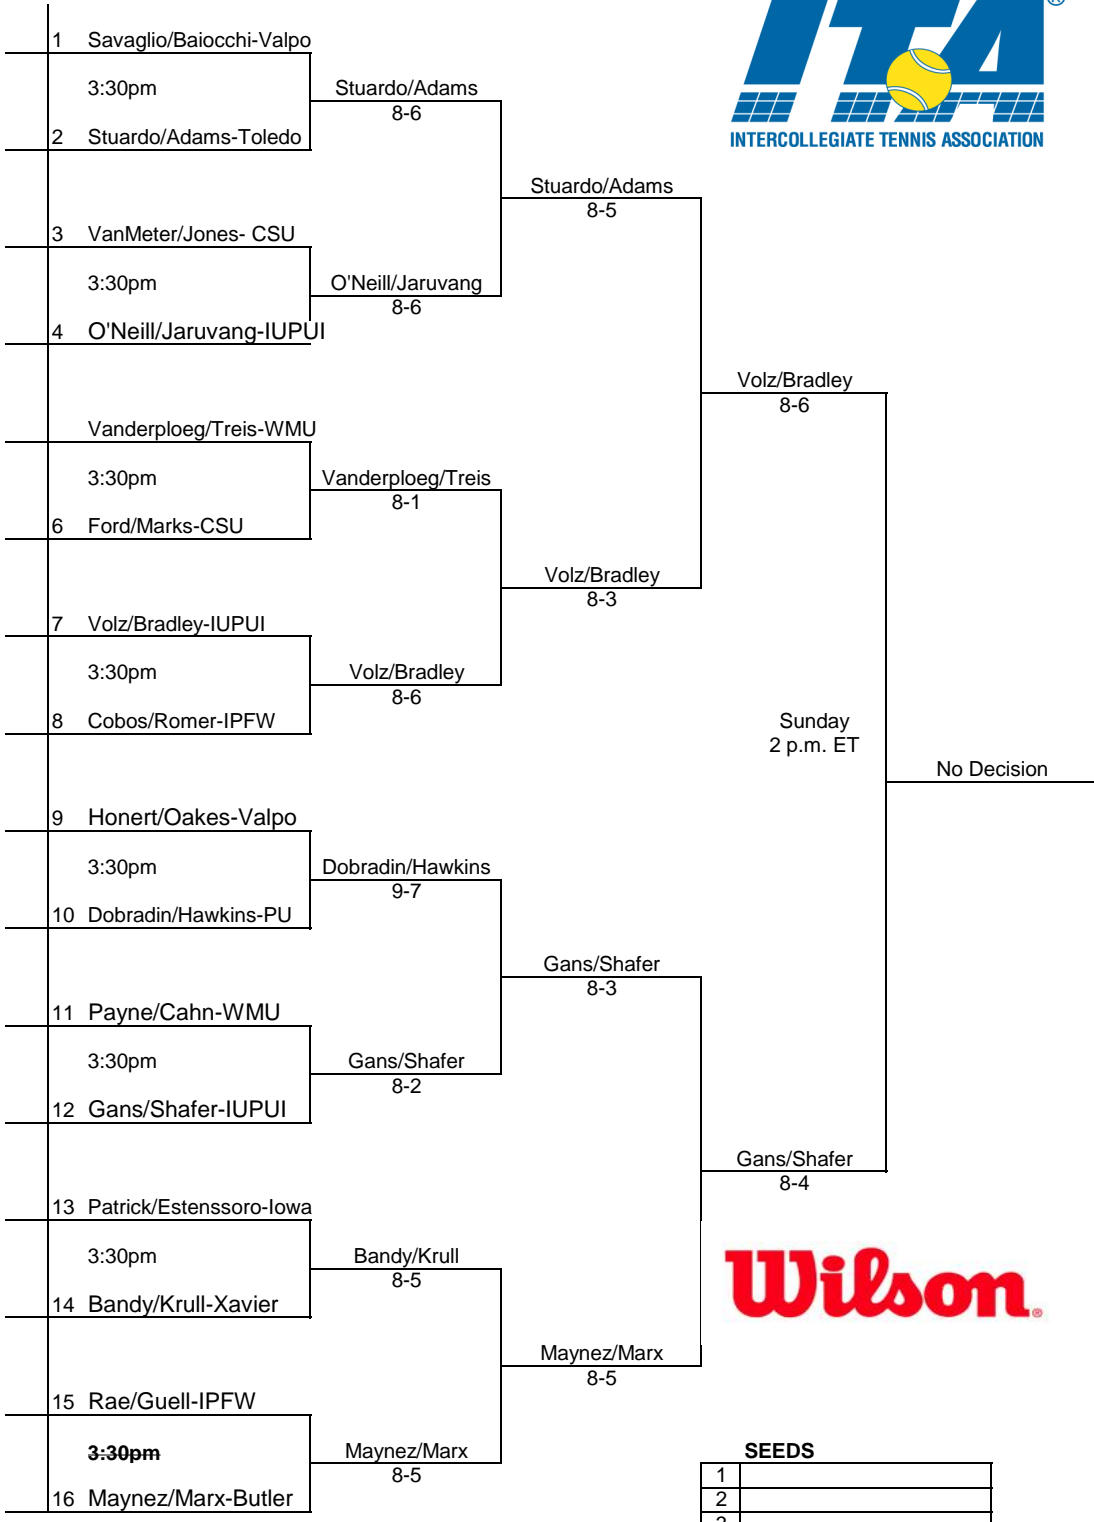 ITA
®
INTERCOLLEGIATE TENNIS ASSOCIATION
1 Savaglio/Baiocchi-Valpo
3:30pm
Stuardo/Adams
8-6
2 Stuardo/Adams-Toledo
Stuardo/Adams
8-5
3 VanMeter/Jones- CSU
3:30pm
O'Neill/Jaruvang
8-6
4 O'Neill/Jaruvang-IUPUI
Volz/Bradley
8-6
Vanderploeg/Treis-WMU
3:30pm
Vanderploeg/Treis
8-1
6 Ford/Marks-CSU
Volz/Bradley
8-3
7 Volz/Bradley-IUPUI
3:30pm
Volz/Bradley
8-6
8 Cobos/Romer-IPFW
Sunday
2 p.m. ET
No Decision
9 Honert/Oakes-Valpo
3:30pm
Dobradin/Hawkins
9-7
10 Dobradin/Hawkins-PU
Gans/Shafer
8-3
11 Payne/Cahn-WMU
3:30pm
Gans/Shafer
8-2
12 Gans/Shafer-IUPUI
Gans/Shafer
8-4
13 Patrick/Estenssoro-Iowa
3:30pm
Bandy/Krull
8-5
Wilson®
14 Bandy/Krull-Xavier
Maynez/Marx
8-5
15 Rae/Guell-IPFW
3:30pm
Maynez/Marx
8-5
16 Maynez/Marx-Butler
SEEDS
1
2